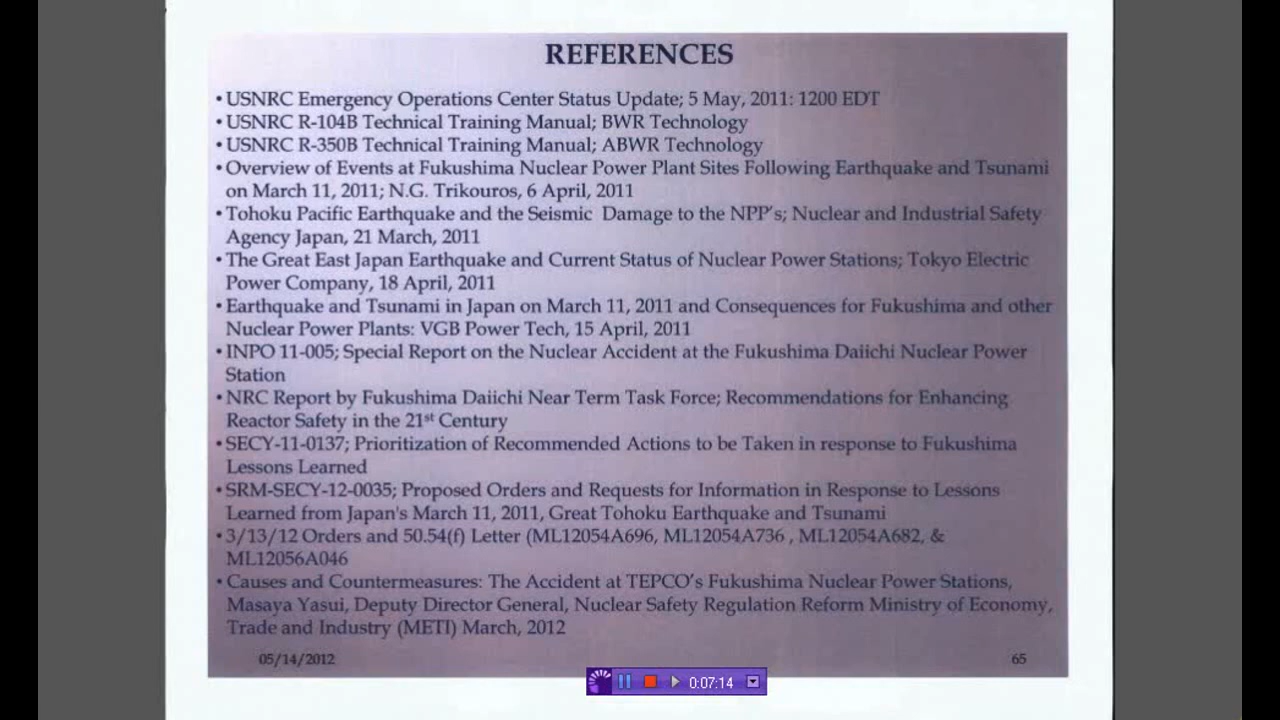 REFERENCES
•USNRC Emergency Operations Center Status Update; 5 May, 2011: 1200 EDT
•USNRC R-104B Technical Training Manual; BWR Technology
•USNRC R-350B Technical Training Manual; ABWR Technology
•Overview of Events at Fukushima Nuclear Power Plant Sites Following Earthquake and Tsunami
on March 11, 2011; N.G. Trikouros, 6 April, 2011
•Tohoku Pacific Earthquake and the Seismic Damage to the NPP's; Nuclear and Industrial Safety
Agency Japan, 21 March, 2011
•The Great East Japan Earthquake and Current Status of Nuclear Power Stations; Tokyo Electric
Power Company, 18 April, 2011
•Earthquake and Tsunami in Japan on March 11, 2011 and Consequences for Fukushima and other
Nuclear Power Plants: VGB Power Tech, 15 April, 2011
•INPO 11-005; Special Report on the Nuclear Accident at the Fukushima Daiichi Nuclear Power
Station
•NRC Report by Fukushima Daiichi Near Term Task Force; Recommendations for Enhancing
Reactor Safety in the 21st Century
•SECY-11-0137; Prioritization of Recommended Actions to be Taken in response to Fukushima
Lessons Learned
•SRM-SECY-12-0035; Proposed Orders and Requests for Information in Response to Lessons
Learned from Japan's March 11, 2011, Great Tohoku Earthquake and Tsunami
•3/13/12 Orders and 50.54(f) Letter (ML12054A696, ML12054A736 , ML12054A682, &
ML12056A046
• Causes and Countermeasures: The Accident at TEPCO's Fukushima Nuclear Power Stations,
Masaya Yasui, Deputy Director General, Nuclear Safety Regulation Reform Ministry of Economy,
Trade and Industry (METI) March, 2012
05/14/2012
65
0:07:14